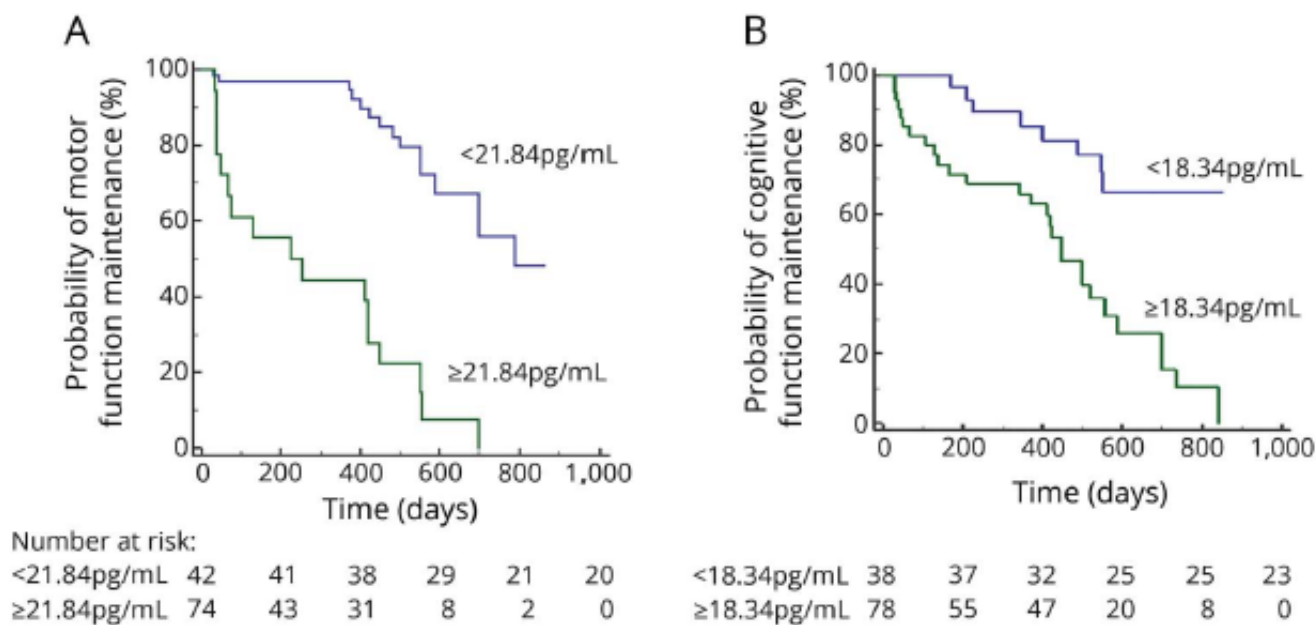 A
Probability of motor
function maintenance (%)
100
80
60
40
20
0
<21.84pg/mL
≥21.84pg/mL
0 200 400 600 800 1,000
Time (days)
Number at risk:
<21.84pg/mL 42 41 38 29 21 20
≥21.84pg/mL 74 43 31 8 2 0
B
Probability of cognitive
function maintenance (%)
100
80
60
40
20
0
<18.34pg/mL
≥18.34pg/mL
0 200 400 600 800 1,000
Time (days)
<18.34pg/mL 38 37 32 25 25 23
≥18.34pg/mL 78 55 47 20 8 0